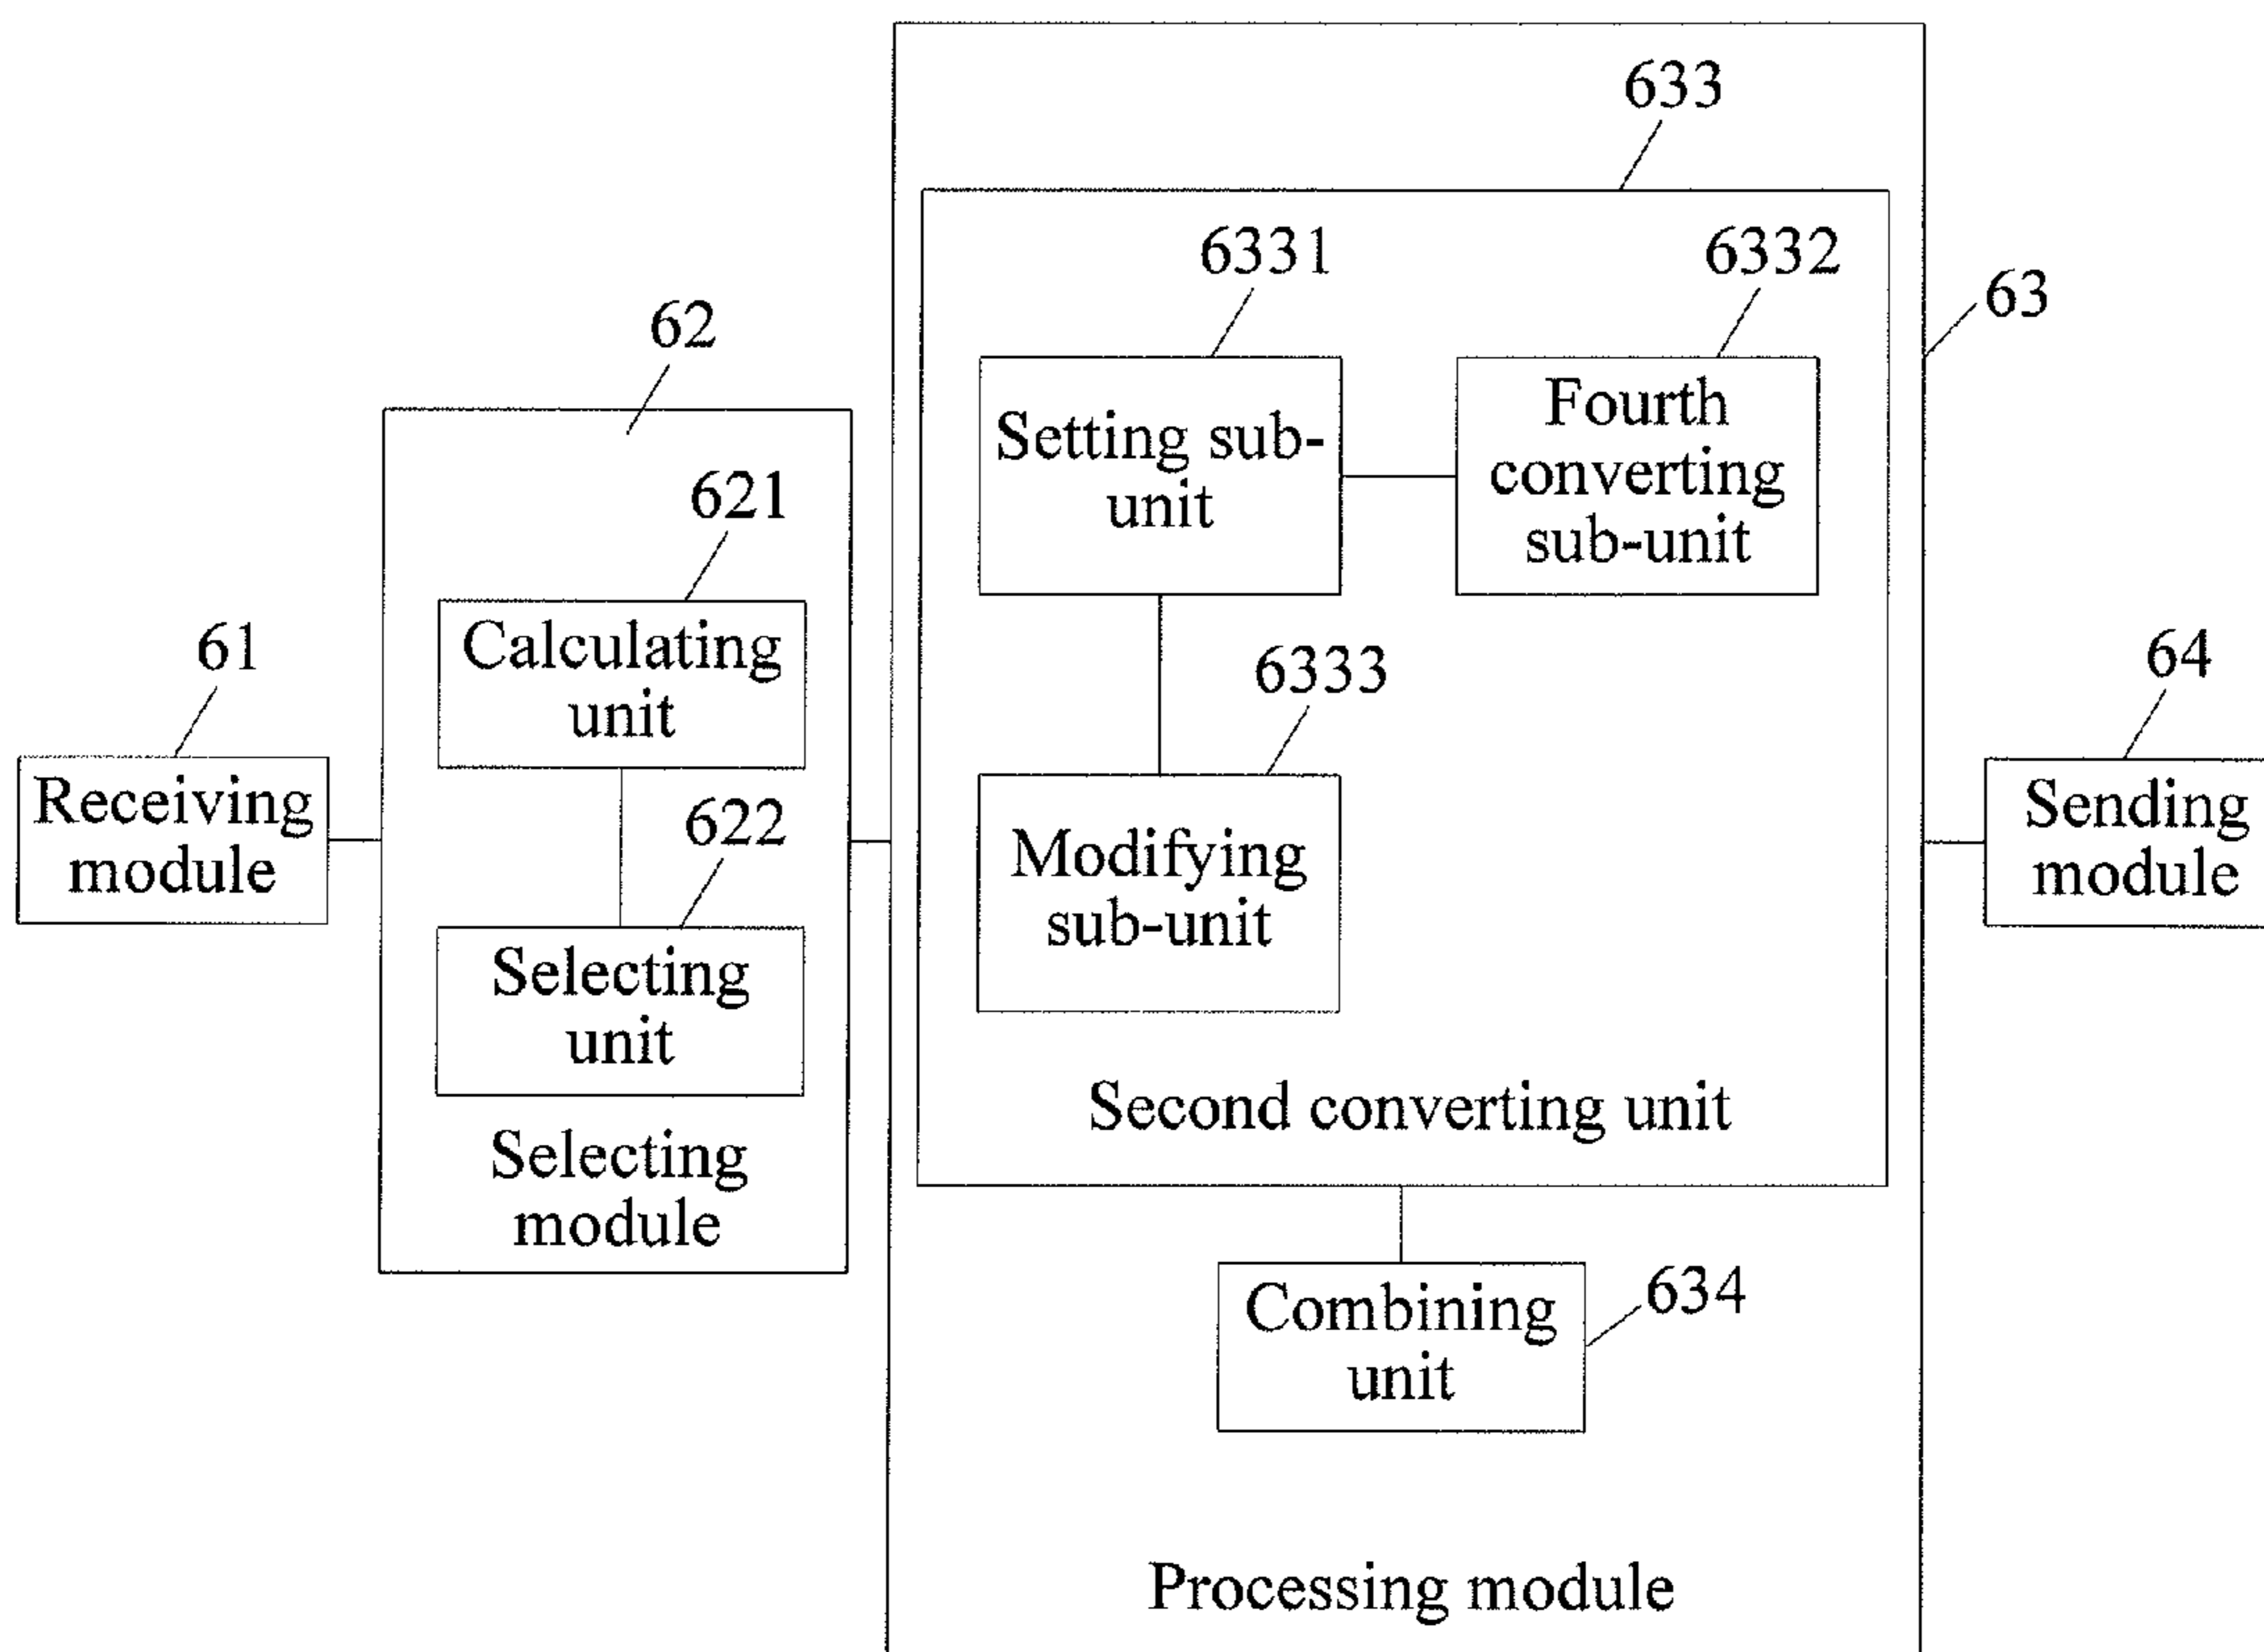 633
6331
6332
63
62
Setting sub-
unit
Fourth
converting
sub-unit
621
Calculating
unit
61
6333
64
Receiving
module
622
Modifying
sub-unit
Sending
module
Selecting
unit
Second converting unit
Selecting
module
Combining
unit
634
Processing module